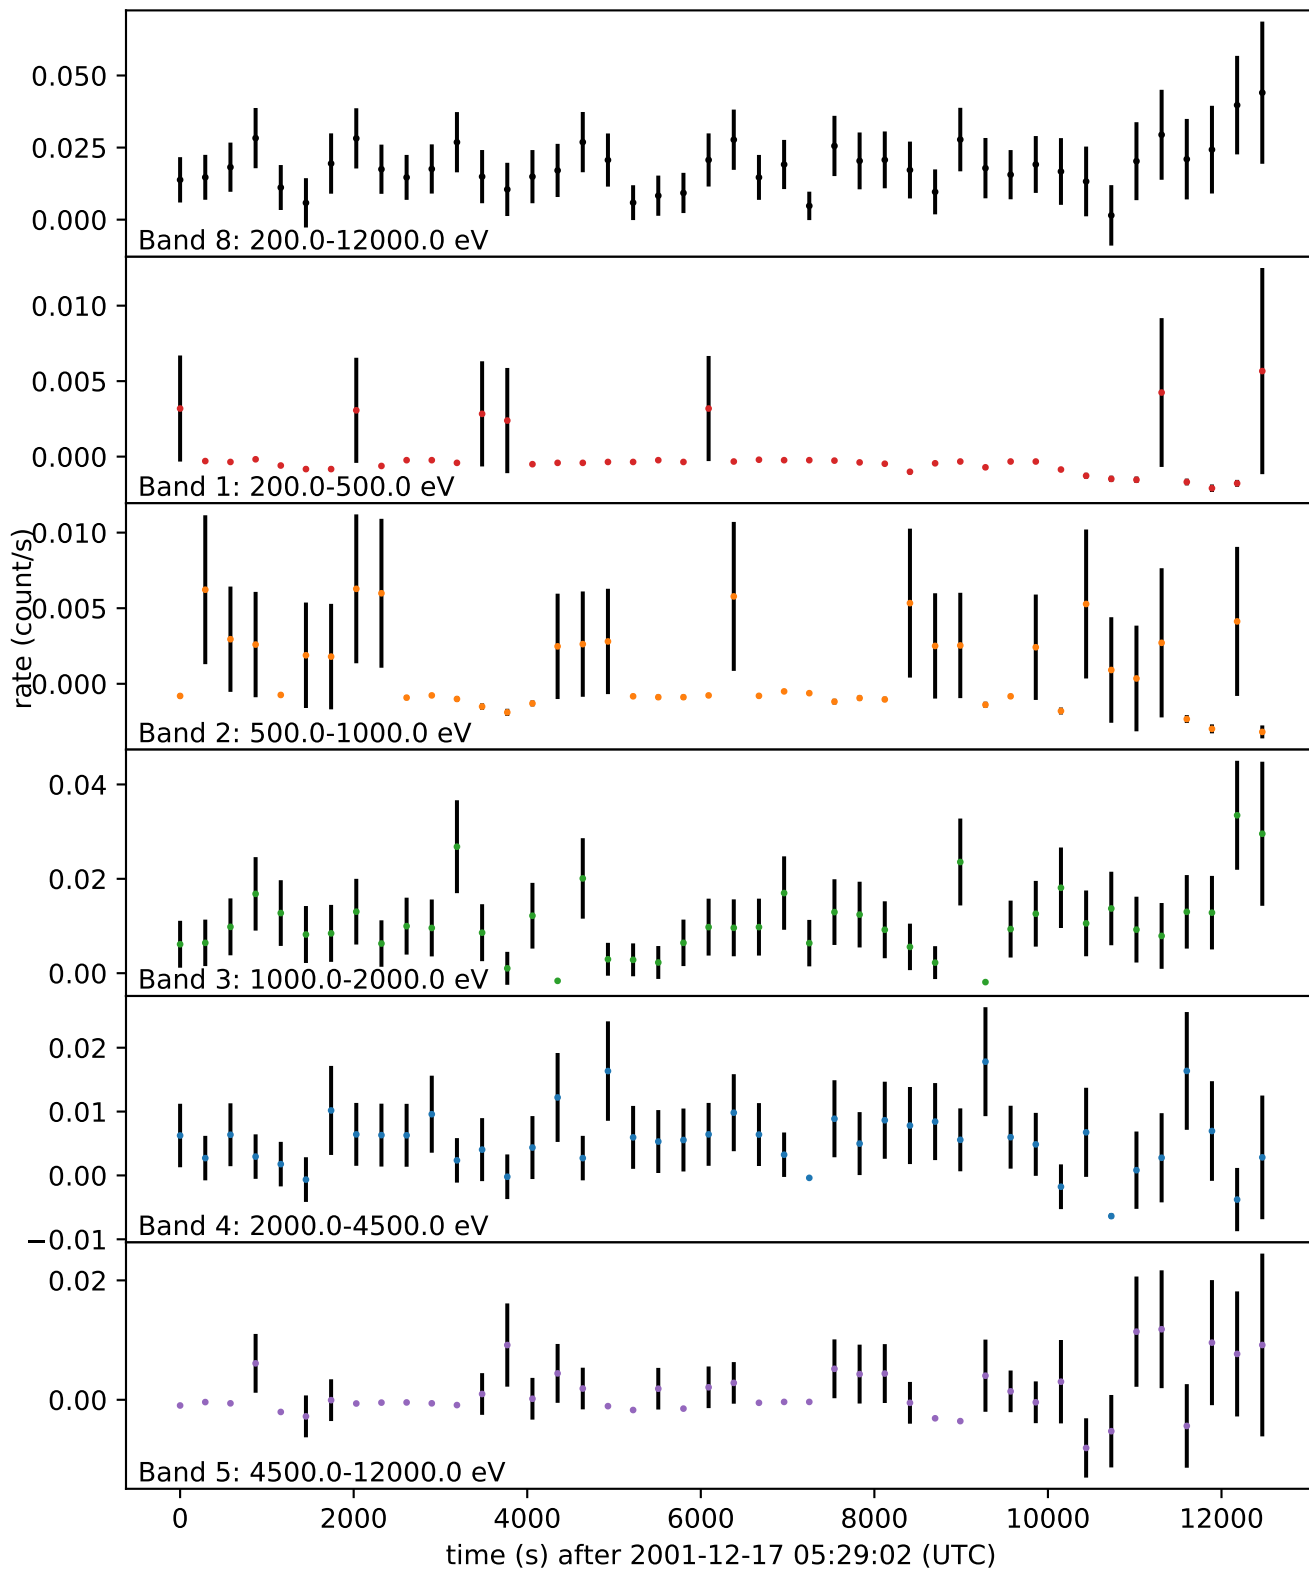 0.050
0.025
0.000
Band 8: 200.0-12000.0 eV
0.010
0.005
0.000
Band 1: 200.0-500.0 eV
rate (count/s)
0.010
0.005
0.000
Band 2: 500.0-1000.0 eV
0.04
0.02
0.00
Band 3: 1000.0-2000.0 eV
0.02
0.01
0.00
−0.01
Band 4: 2000.0-4500.0 eV
0.02
0.00
Band 5: 4500.0-12000.0 eV
0 2000 4000 6000 8000 10000 12000
time (s) after 2001-12-17 05:29:02 (UTC)